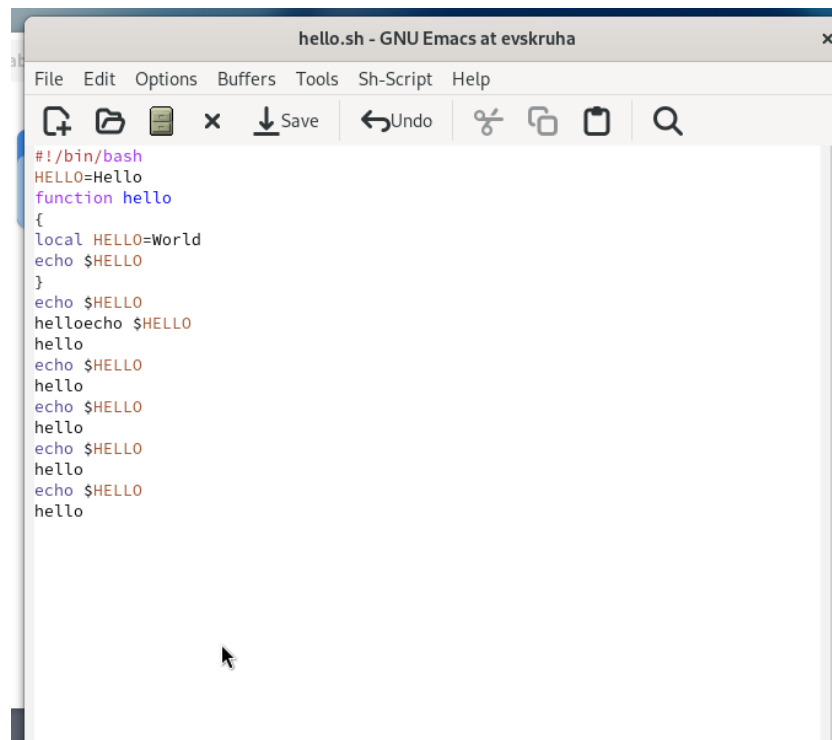 hello.sh - GNU Emacs at evskruha
File Edit Options Buffers Tools Sh-Script Help
Save Undo
#!/bin/bash
HELLO=Hello
function hello
{
local HELLO=World
echo $HELLO
}
echo $HELLO
helloecho $HELLO
hello
echo $HELLO
hello
echo $HELLO
hello
echo $HELLO
hello
echo $HELLO
hello